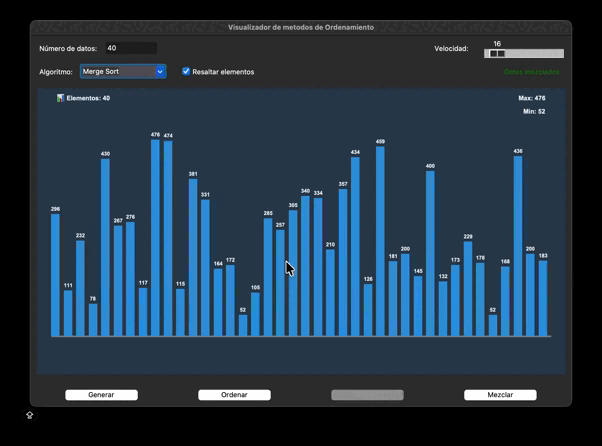 Visualizador de metodos de Ordenamiento
Número de datos: 40 Velocidad: 16
Algoritmo: Merge Sort Resaltar elementos Datos mezclados
Elementos: 40 Max: 476
Min: 52
296 111 232 78 430 267 276 117 476 474 115 381 331 164 172 52 105 285 257 305 340 334 210 357 434 126 459 181 200 145 400 132 173 229 178 52 168 436 200 183
Generar Ordenar Mezclar